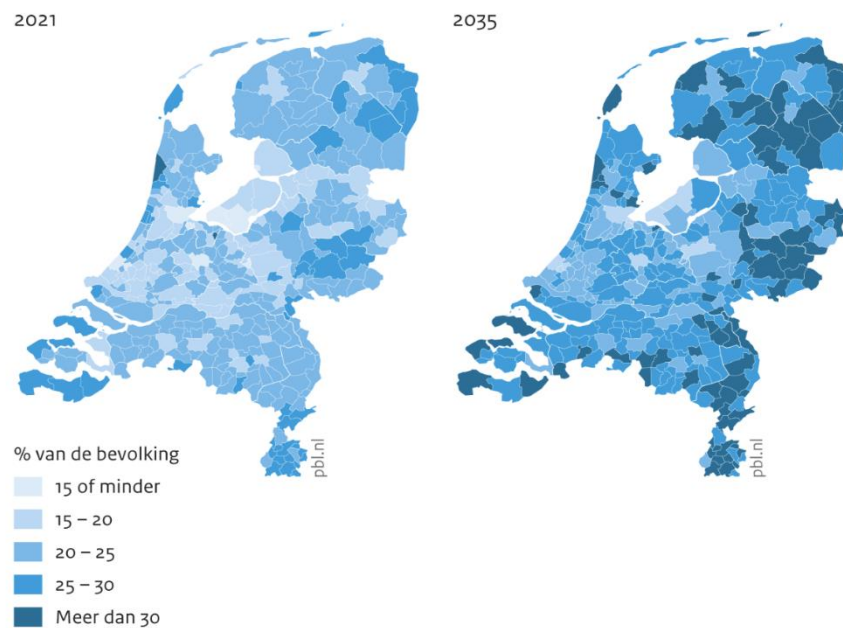 2021
2035
pbl.nl
pbl.nl
% van de bevolking
15 of minder
15 – 20
20 – 25
25 – 30
Meer dan 30